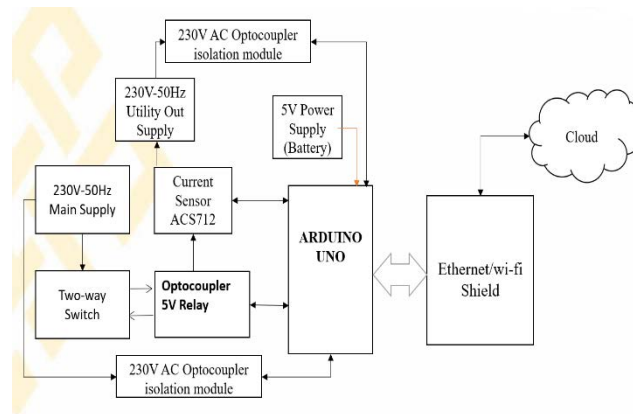 230V AC Optocoupler
isolation module
230V-50Hz
Utility Out
Supply
5V Power
Supply
(Battery)
Cloud
230V-50Hz
Main Supply
Current
Sensor
ACS712
ARDUINO
UNO
Ethernet/wi-fi
Shield
Two-way
Switch
Optocoupler
5V Relay
230V AC Optocoupler
isolation module